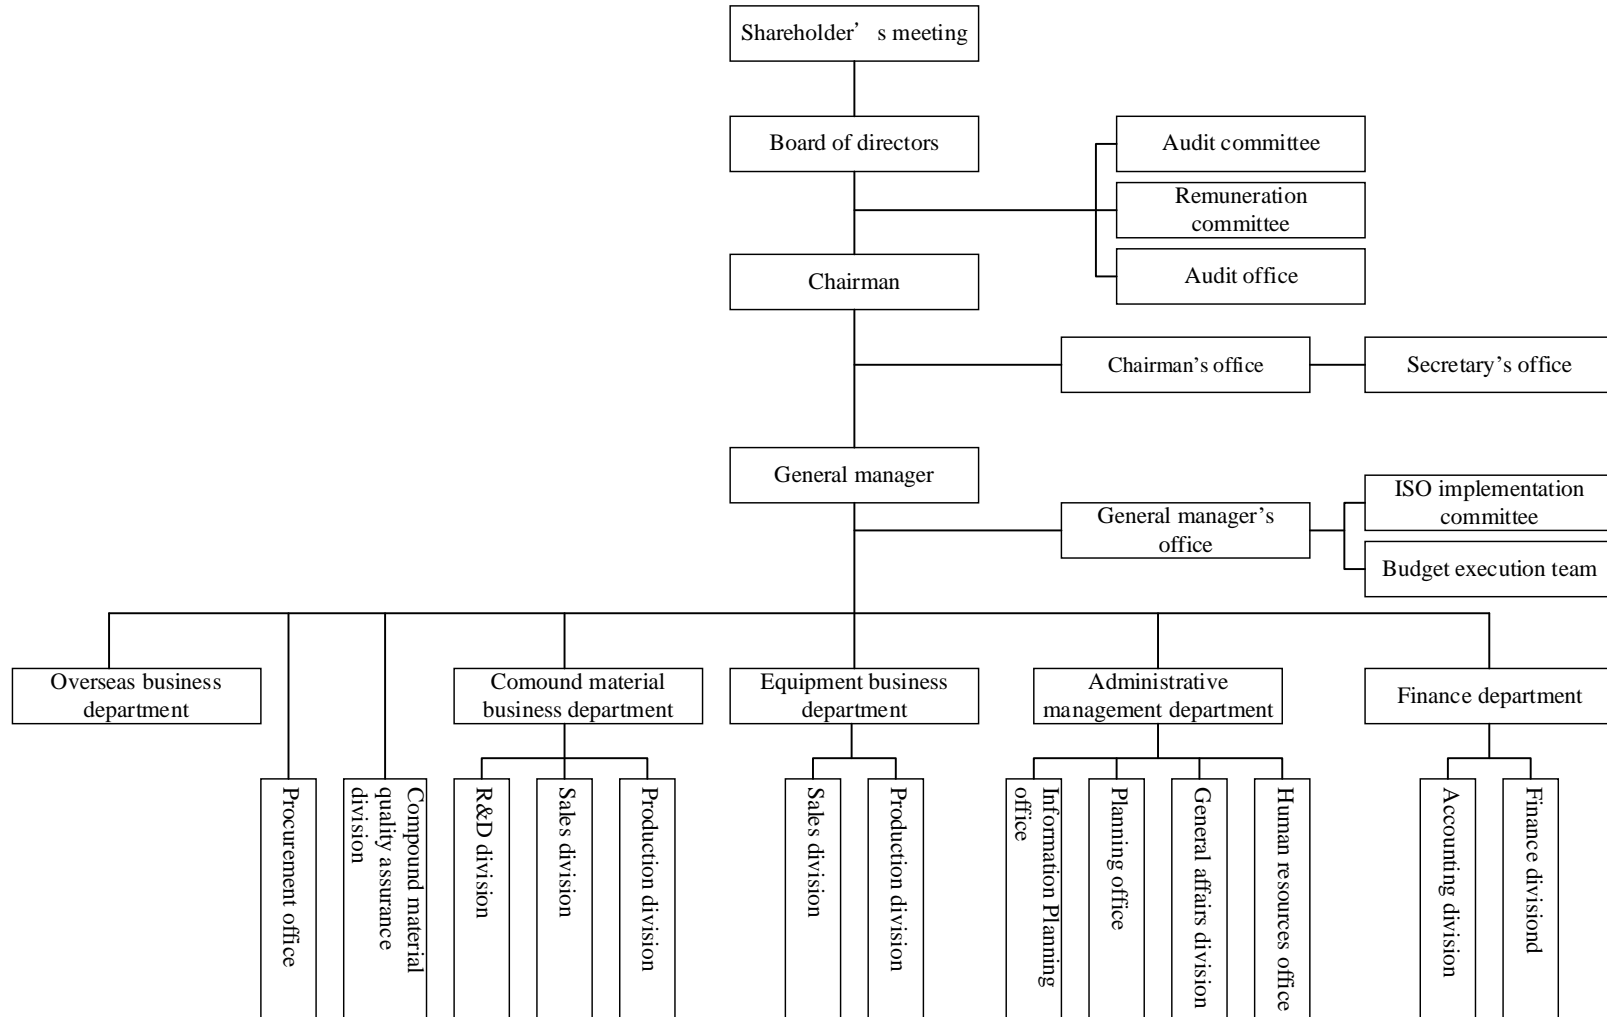 Shareholder’s meeting
Board of directors
Audit committee
Remuneration
committee
Audit office
Chairman
Chairman’s office
Secretary’s office
General manager
General manager’s
office
ISO implementation
committee
Budget execution team
Overseas business
department
Comound material
business department
Equipment business
department
Administrative
management department
Finance department
Procurement office
Compound material
quality assurance
division
R&D division
Sales division
Production division
Sales division
Production division
Information Planning
office
Planning office
General affairs division
Human resources office
Accounting division
Finance divisiond